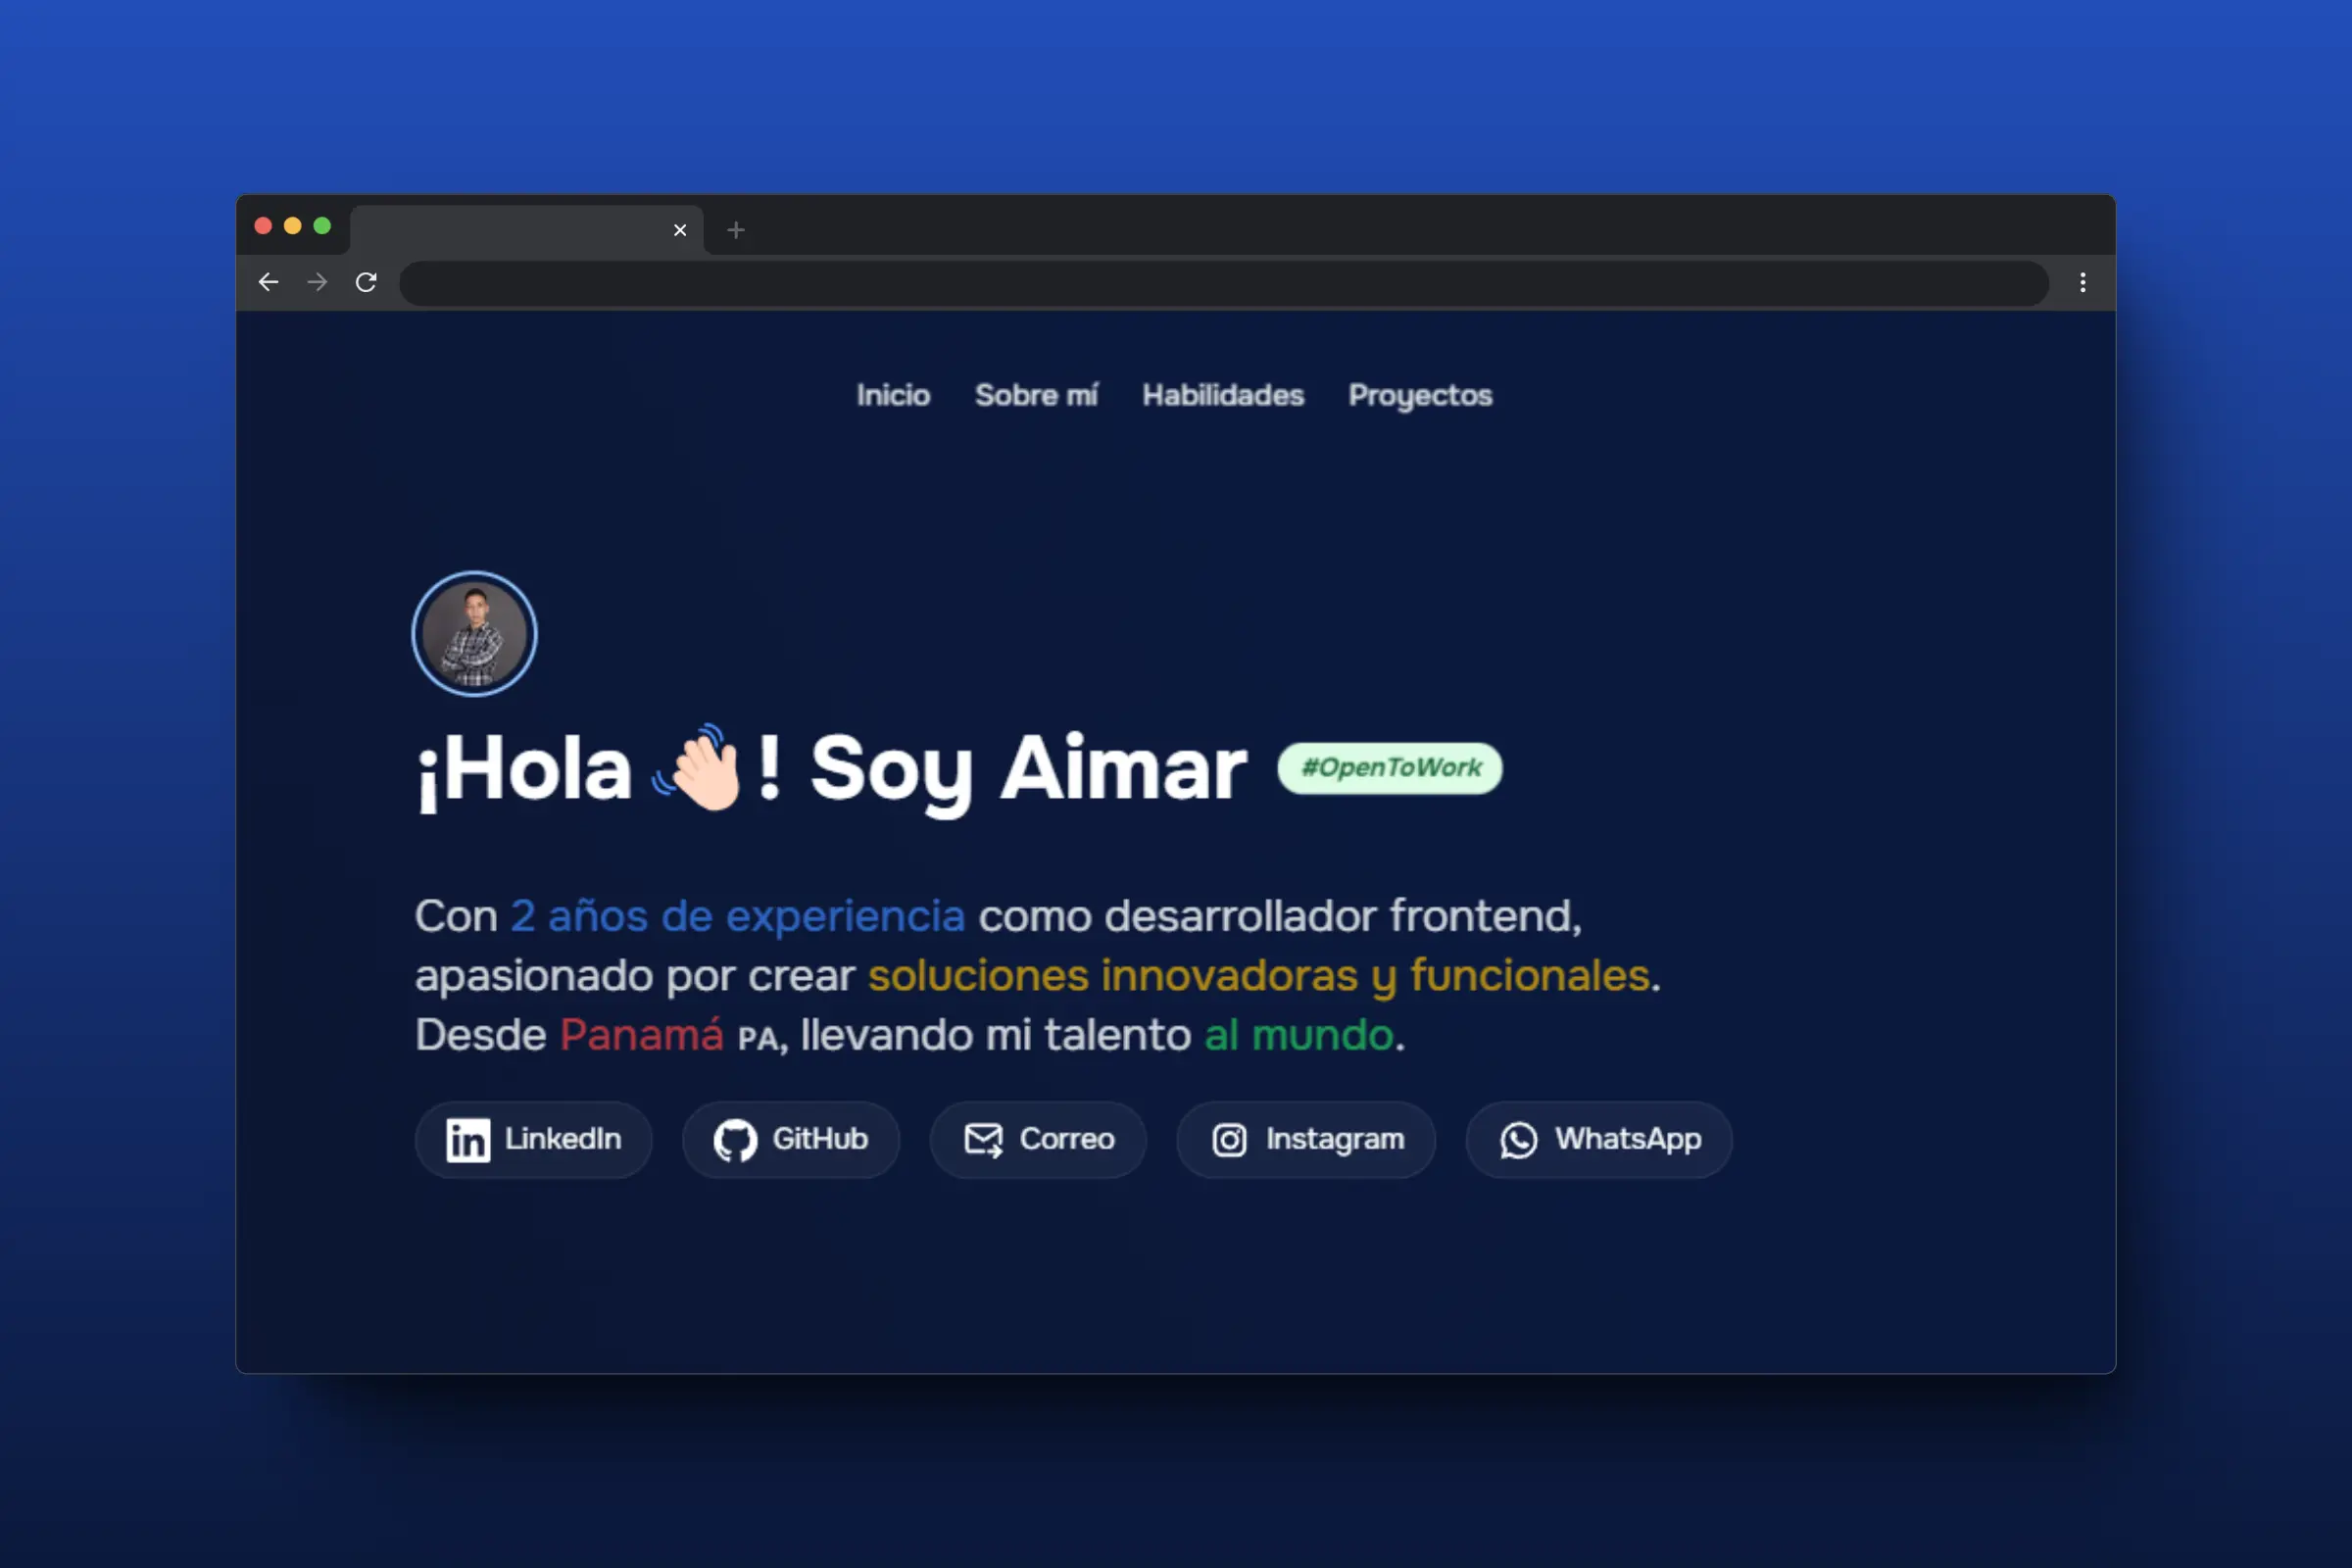 Inicio Sobre mí Habilidades Proyectos
¡Hola 👋🏻! Soy Aimar #OpenToWork
Con 2 años de experiencia como desarrollador frontend,
apasionado por crear soluciones innovadoras y funcionales.
Desde Panamá PA, llevando mi talento al mundo.
LinkedIn GitHub Correo Instagram WhatsApp